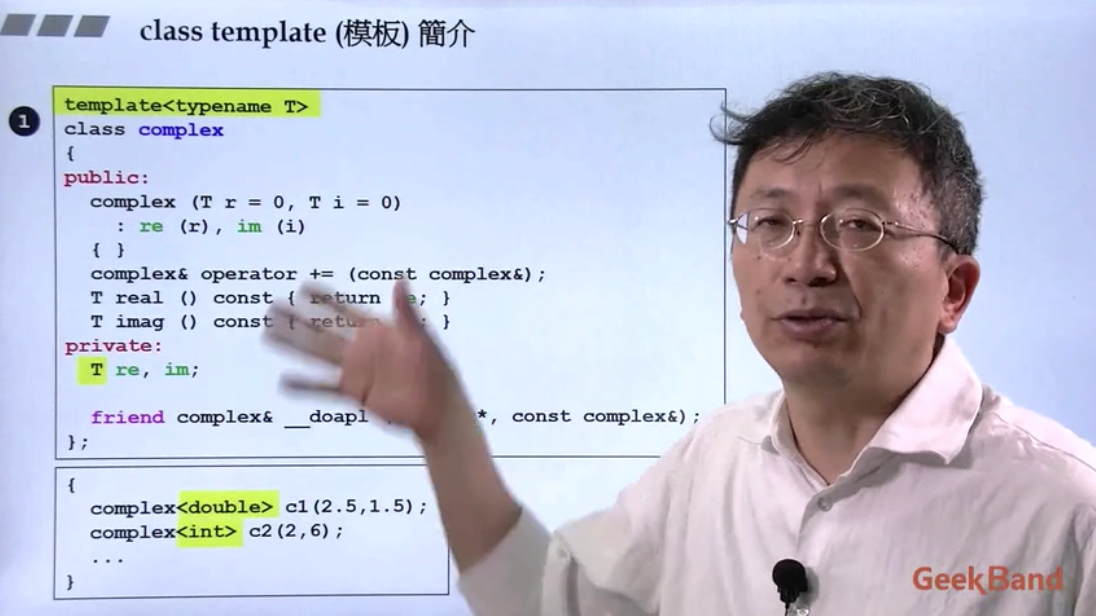 class template (模板) 簡介
1
template<typename T>
class complex
{
public:
complex (T r = 0, T i = 0)
: re (r), im (i)
{ }
complex& operator += (const complex&);
T real () const { return e; }
T imag () const { return ; }
private:
T re, im;
friend complex& __doapl *, const complex&);
};
{
complex<double> c1(2.5,1.5);
complex<int> c2(2,6);
...
}
GeekBand